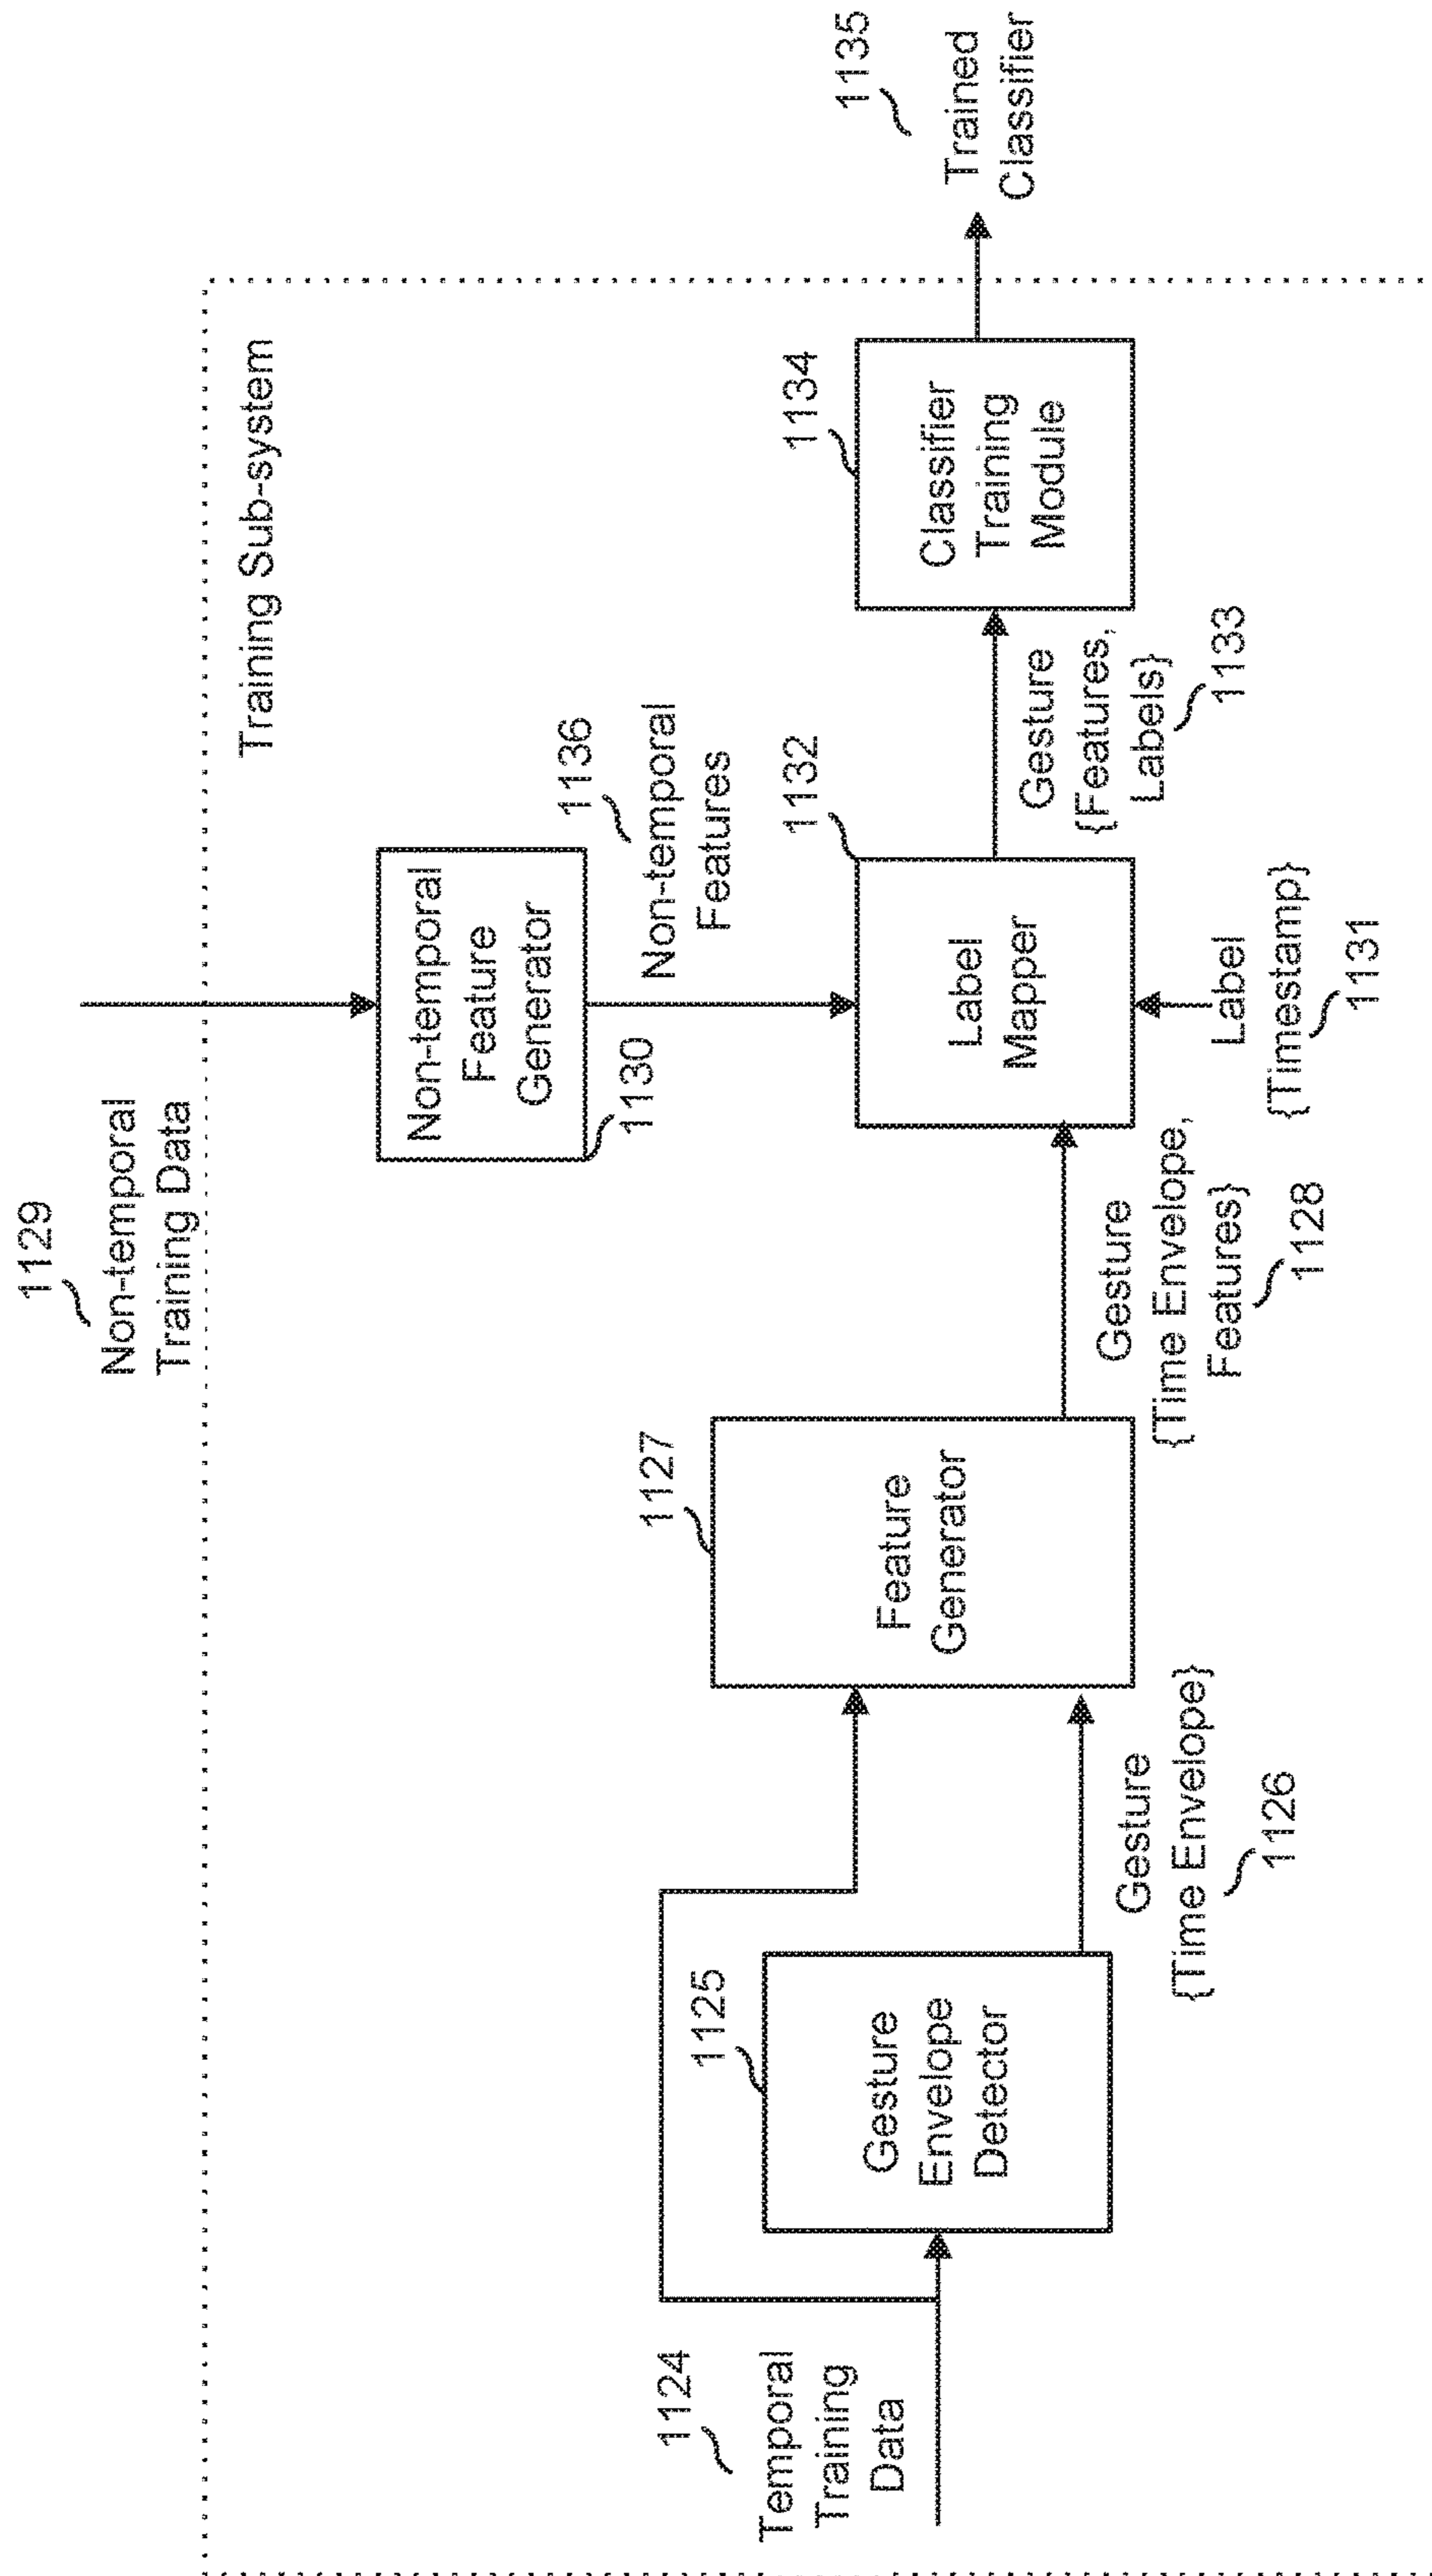 1129
Non-temporal
Training Data
Training Sub-system
Non-temporal
Feature
Generator
1130
1136
Non-temporal
Features
1124
Temporal
Training
Data
1125
Gesture
Envelope
Detector
Gesture
{Time Envelope}
1126
1127
Feature
Generator
Gesture
{Time Envelope,
Features}
1128
1132
Label
Mapper
Label
{Timestamp}
1131
Gesture
{Features,
Labels}
1133
1134
Classifier
Training
Module
1135
Trained
Classifier